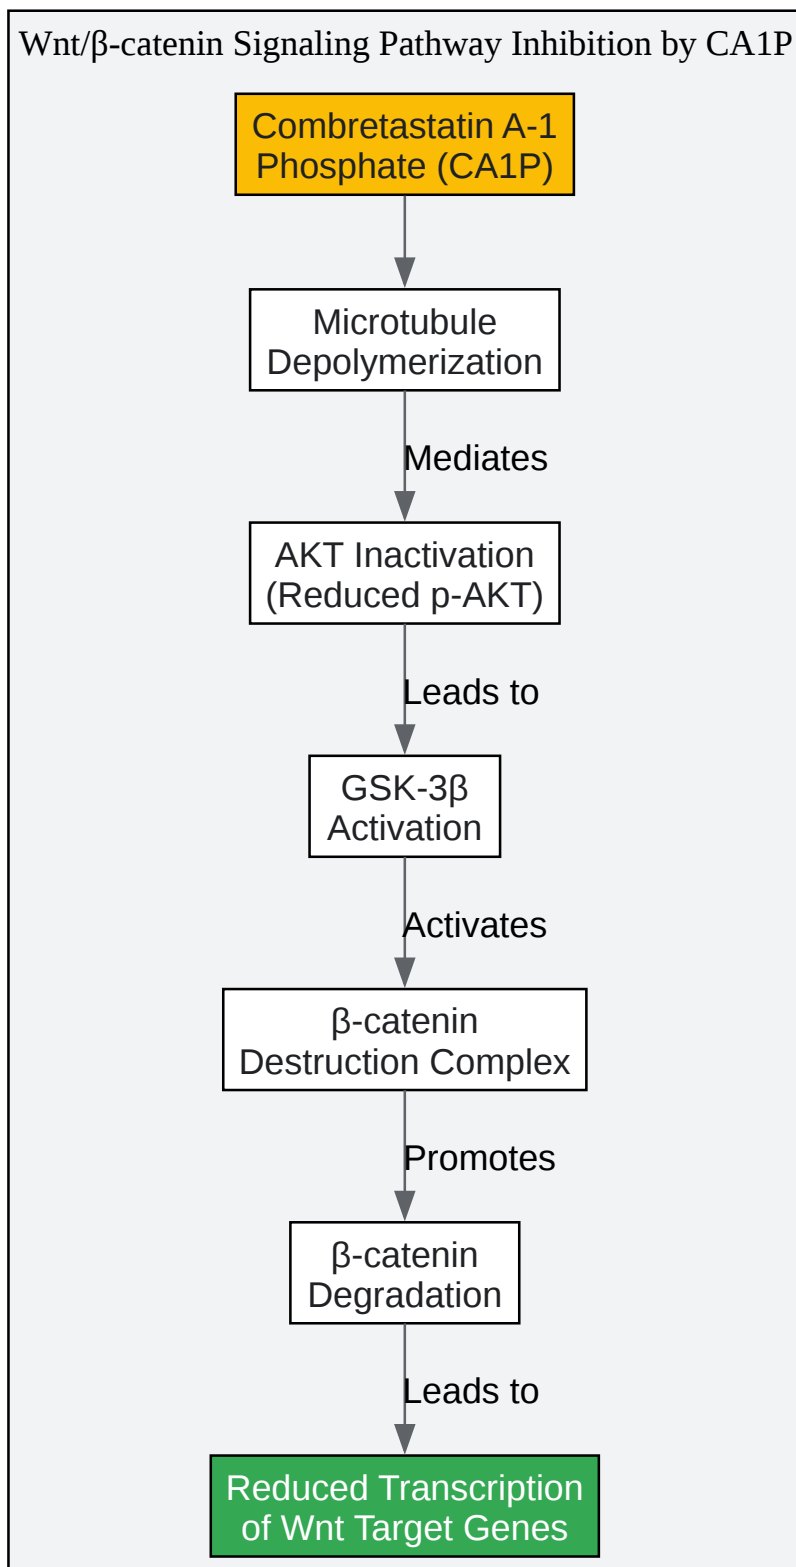 Wnt/β-catenin Signaling Pathway Inhibition by CA1P
Combretastatin A-1
Phosphate (CA1P)
Microtubule
Depolymerization
Mediates
AKT Inactivation
(Reduced p-AKT)
Leads to
GSK-3β
Activation
Activates
β-catenin
Destruction Complex
Promotes
β-catenin
Degradation
Leads to
Reduced Transcription
of Wnt Target Genes